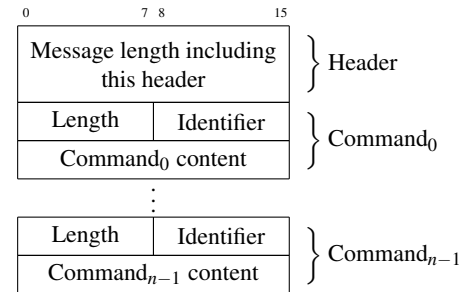 0 7 8 15
Message length including
this header
Header
Length Identifier
Command₀
Command₀ content
⋮
Length Identifier
Commandₙ₋₁
Commandₙ₋₁ content